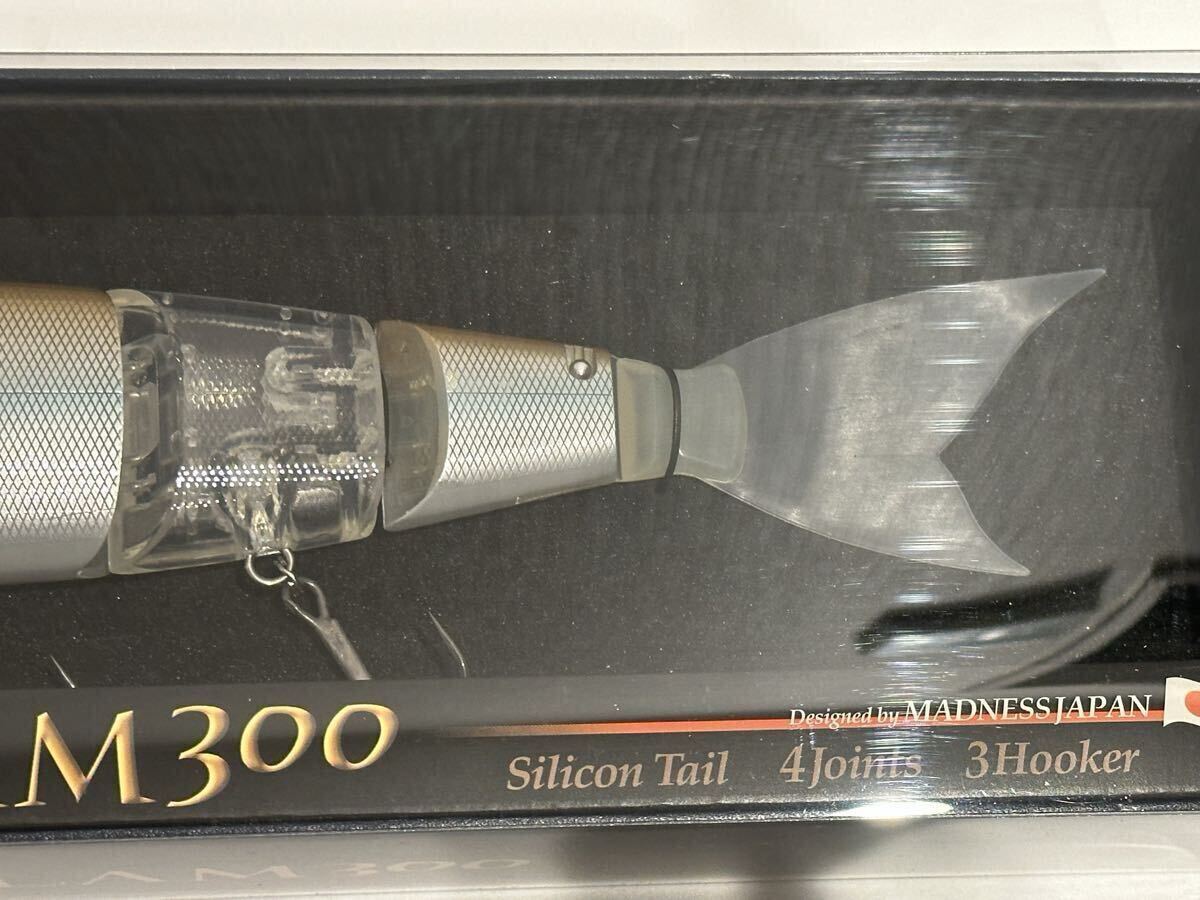 Designed by MADNESS JAPAN
AM300
Silicon Tail 4Joints 3Hooker